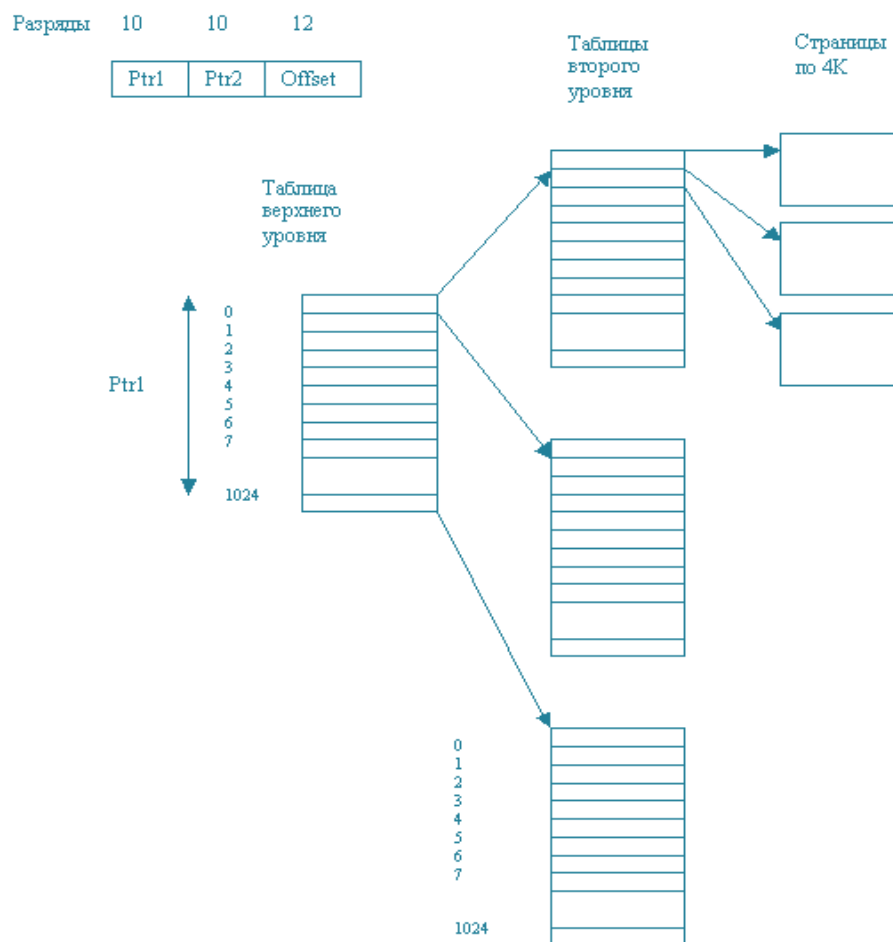 Разряды 10 10 12
Ptr1 Ptr2 Offset
Таблицы
второго
уровня
Страницы
по 4К
Таблица
верхнего
уровня
Ptr1
0
1
2
3
4
5
6
7
1024
0
1
2
3
4
5
6
7
1024